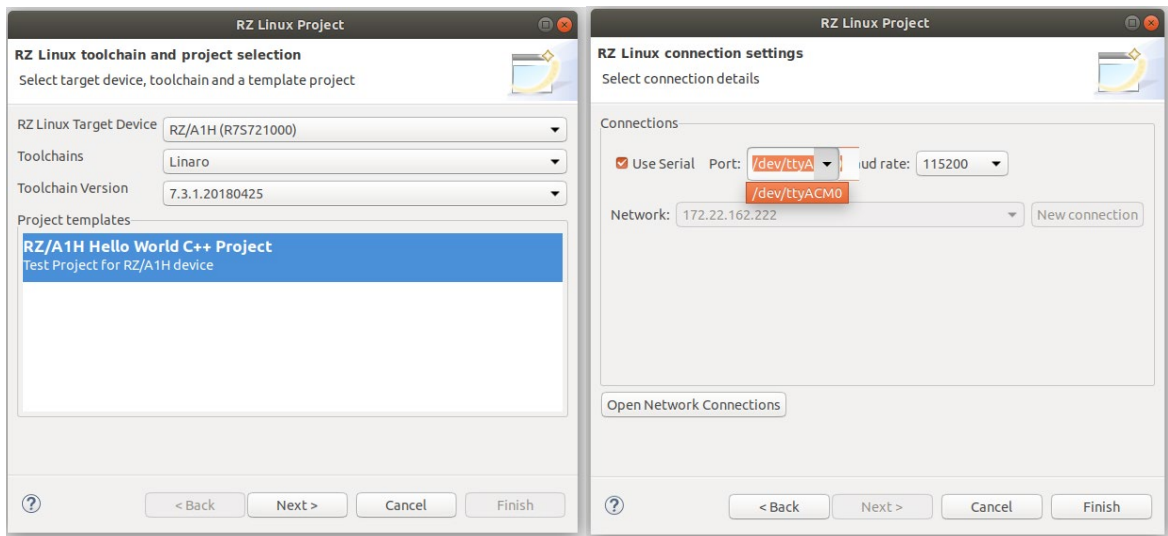 RZ Linux Project
RZ Linux toolchain and project selection
Select target device, toolchain and a template project
RZ Linux Target Device
RZ/A1H (R7S721000)
Toolchains
Linaro
Toolchain Version
7.3.1.20180425
Project templates
RZ/A1H Hello World C++ Project
Test Project for RZ/A1H device
< Back
Next >
Cancel
Finish
RZ Linux Project
RZ Linux connection settings
Select connection details
Connections
Use Serial
Port:
/dev/ttyA
ud rate:
115200
/dev/ttyACM0
Network:
172.22.162.222
New connection
Open Network Connections
< Back
Next >
Cancel
Finish